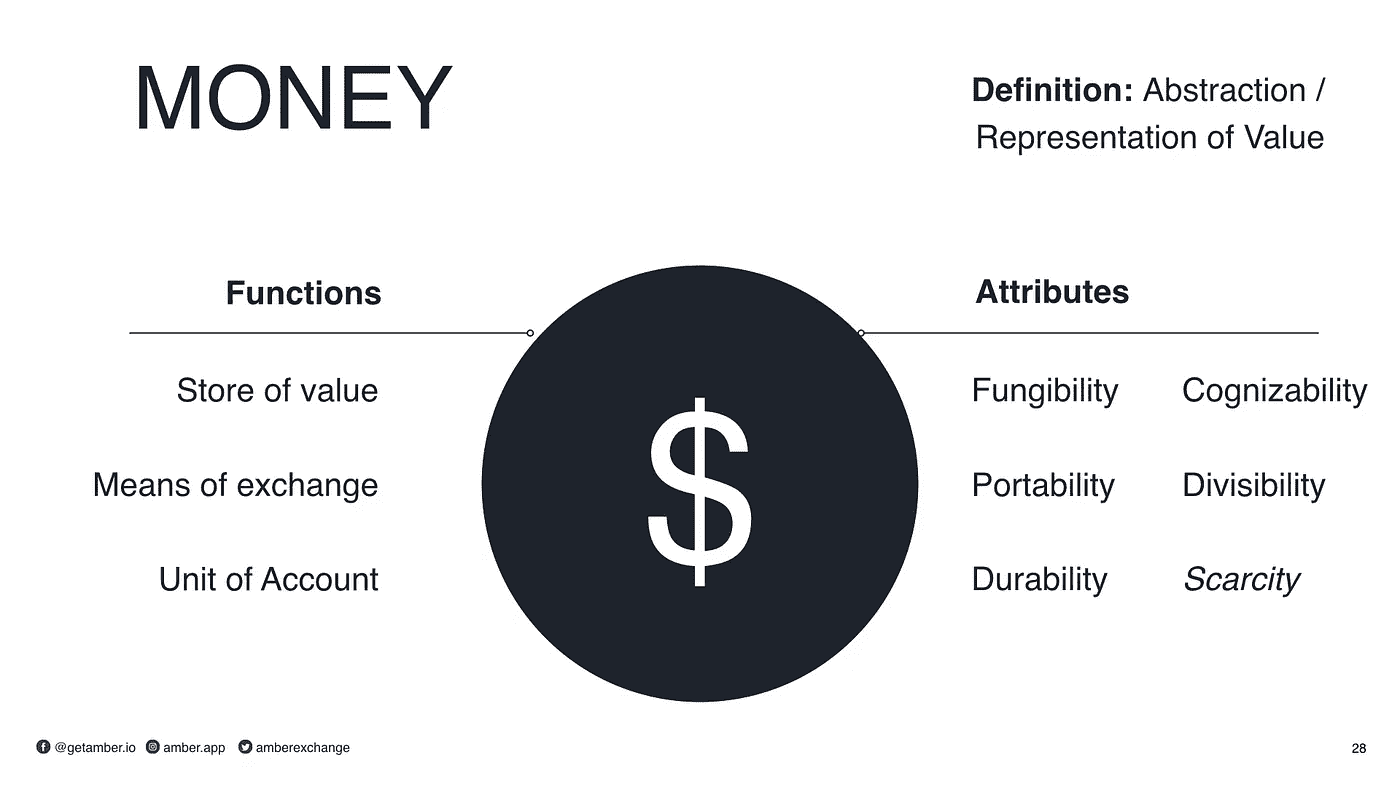 MONEY
Definition: Abstraction /
Representation of Value
Functions
Store of value
Means of exchange
Unit of Account
$
Attributes
Fungibility Cognizability
Portability Divisibility
Durability Scarcity
@getamber.io amber.app amberexchange
28